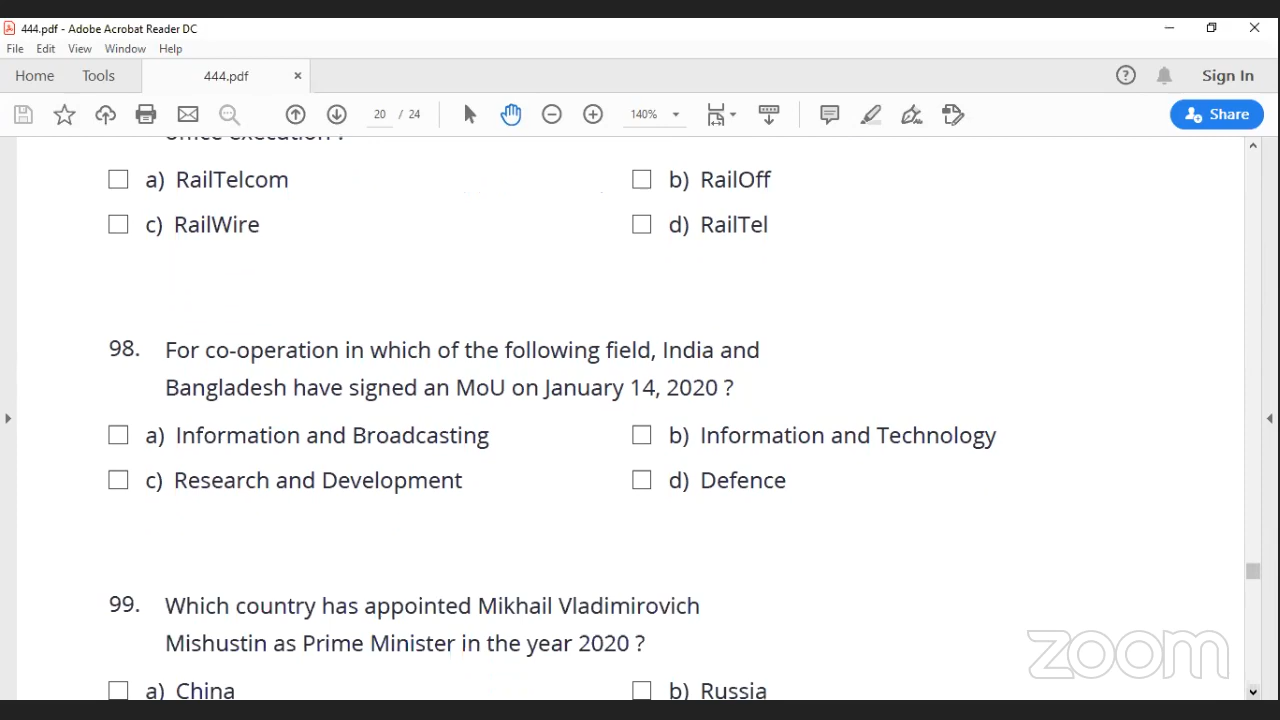 444.pdf - Adobe Acrobat Reader DC
File Edit View Window Help
Home Tools 444.pdf × Sign In
20 / 24 140% Share
office execution ?
a) RailTelcom b) RailOff
c) RailWire d) RailTel
98. For co-operation in which of the following field, India and
Bangladesh have signed an MoU on January 14, 2020 ?
a) Information and Broadcasting b) Information and Technology
c) Research and Development d) Defence
99. Which country has appointed Mikhail Vladimirovich
Mishustin as Prime Minister in the year 2020 ?
zoom
a) China b) Russia